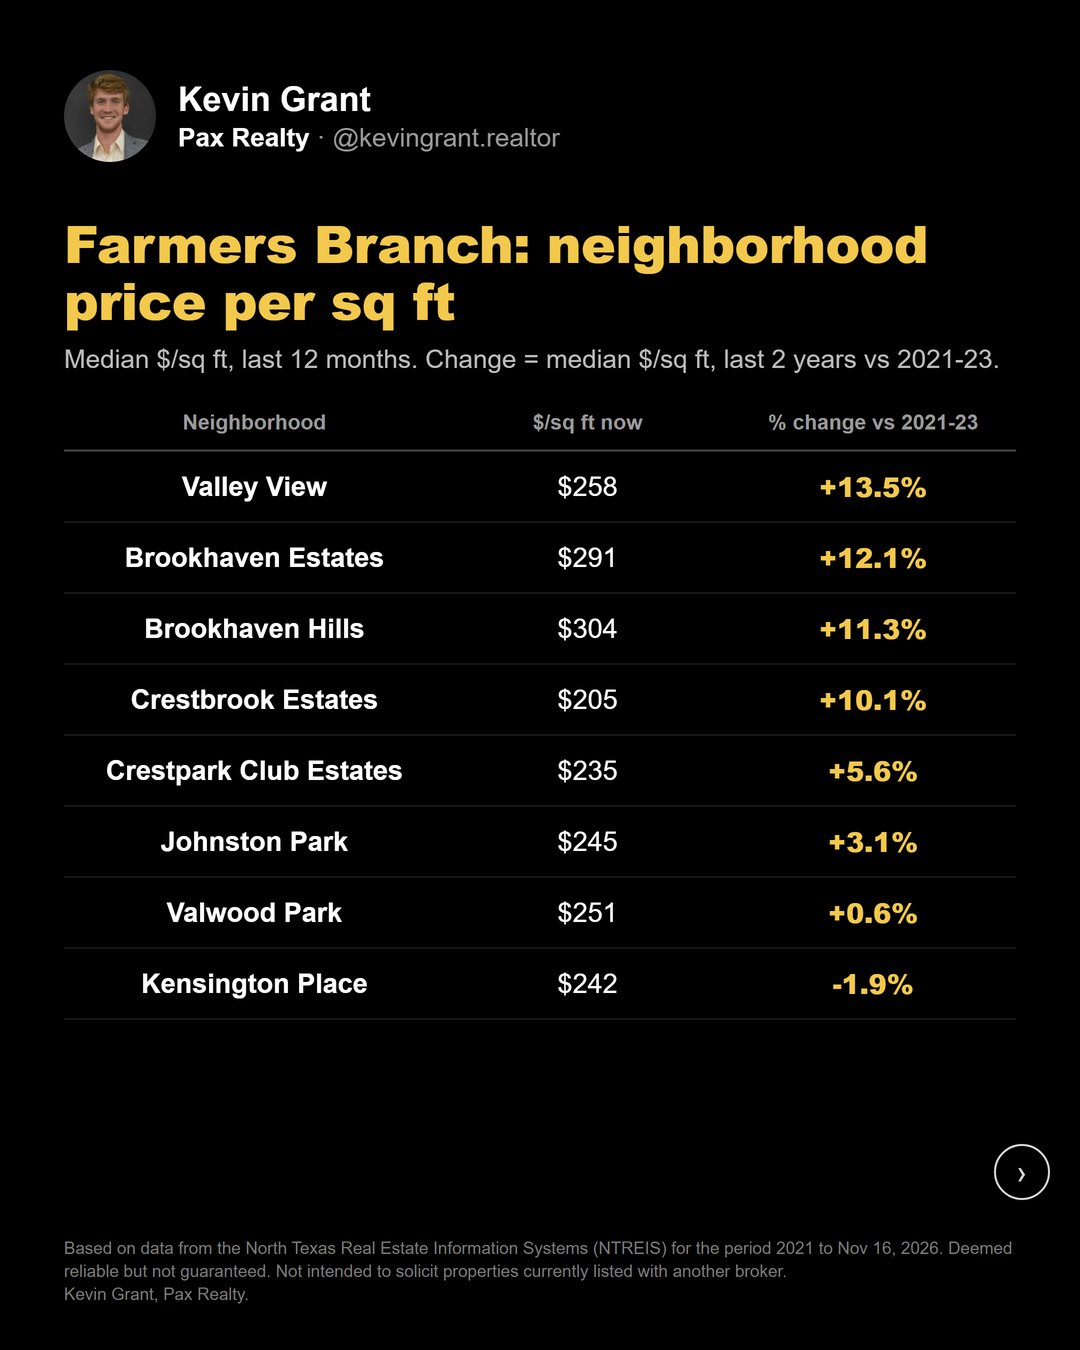 Kevin Grant
Pax Realty · @kevingrant.realtor
Farmers Branch: neighborhood
price per sq ft
Median $/sq ft, last 12 months. Change = median $/sq ft, last 2 years vs 2021-23.
Neighborhood $/sq ft now % change vs 2021-23
Valley View $258 +13.5%
Brookhaven Estates $291 +12.1%
Brookhaven Hills $304 +11.3%
Crestbrook Estates $205 +10.1%
Crestpark Club Estates $235 +5.6%
Johnston Park $245 +3.1%
Valwood Park $251 +0.6%
Kensington Place $242 -1.9%
›
Based on data from the North Texas Real Estate Information Systems (NTREIS) for the period 2021 to Nov 16, 2026. Deemed
reliable but not guaranteed. Not intended to solicit properties currently listed with another broker.
Kevin Grant, Pax Realty.